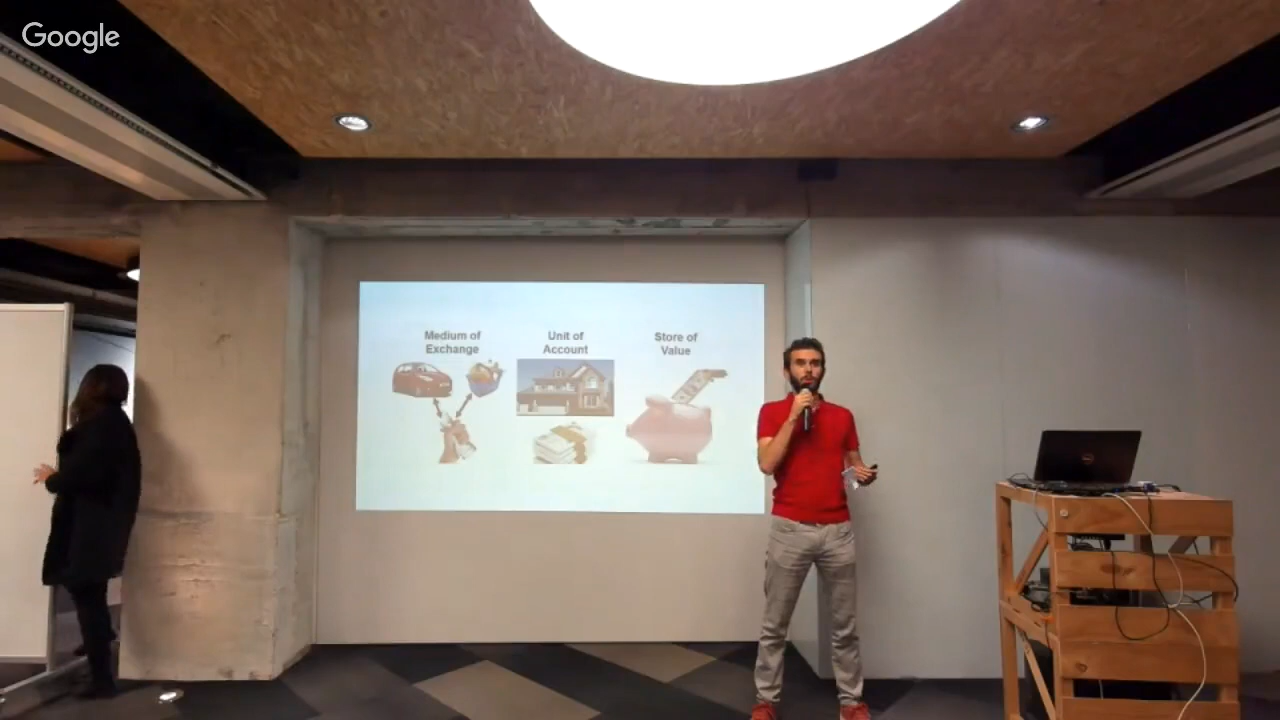 Google
Medium of
Exchange
Unit of
Account
Store of
Value